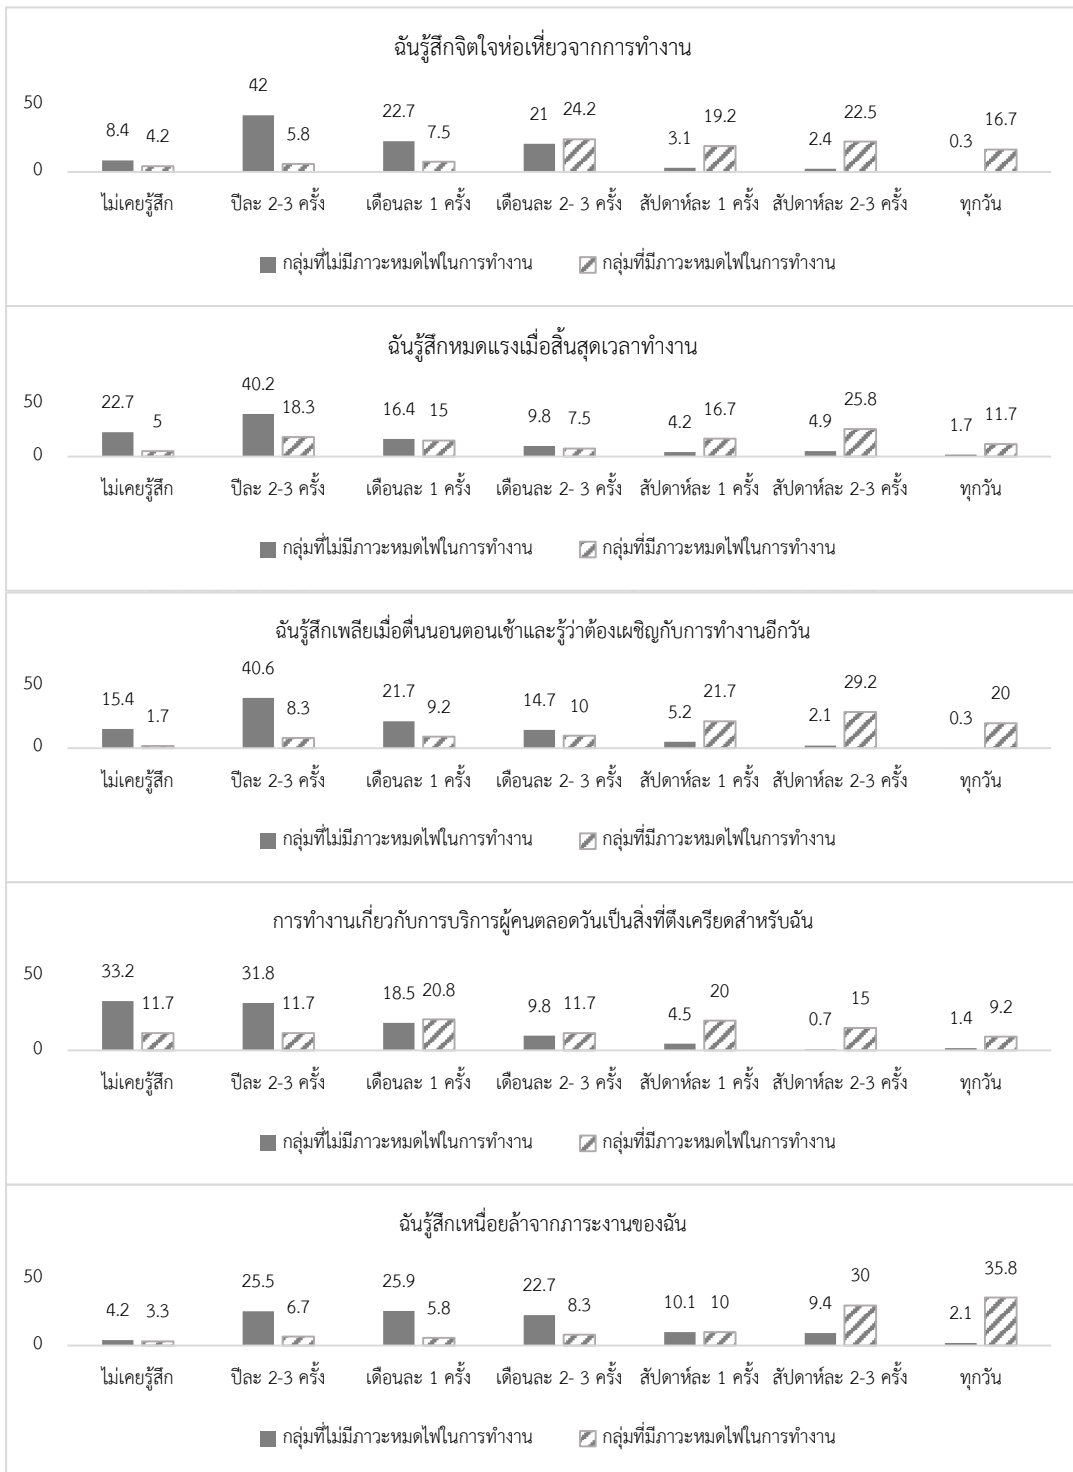 ฉันรู้สึกจิตใจห่อเหี่ยวจากการทำงาน
50
0
8.4 4.2 42 5.8 22.7 7.5 21 24.2 3.1 19.2 2.4 22.5 0.3 16.7
ไม่เคยรู้สึก ปีละ 2-3 ครั้ง เดือนละ 1 ครั้ง เดือนละ 2- 3 ครั้ง สัปดาห์ละ 1 ครั้ง สัปดาห์ละ 2-3 ครั้ง ทุกวัน
กลุ่มที่ไม่มีภาวะหมดไฟในการทำงาน กลุ่มที่มีภาวะหมดไฟในการทำงาน
ฉันรู้สึกหมดแรงเมื่อสิ้นสุดเวลาทำงาน
50
0
22.7 5 40.2 18.3 16.4 15 9.8 7.5 4.2 16.7 4.9 25.8 1.7 11.7
ไม่เคยรู้สึก ปีละ 2-3 ครั้ง เดือนละ 1 ครั้ง เดือนละ 2- 3 ครั้ง สัปดาห์ละ 1 ครั้ง สัปดาห์ละ 2-3 ครั้ง ทุกวัน
กลุ่มที่ไม่มีภาวะหมดไฟในการทำงาน กลุ่มที่มีภาวะหมดไฟในการทำงาน
ฉันรู้สึกเพลียเมื่อตื่นนอนตอนเช้าและรู้ว่าต้องเผชิญกับการทำงานอีกวัน
50
0
15.4 1.7 40.6 8.3 21.7 9.2 14.7 10 5.2 21.7 2.1 29.2 0.3 20
ไม่เคยรู้สึก ปีละ 2-3 ครั้ง เดือนละ 1 ครั้ง เดือนละ 2- 3 ครั้ง สัปดาห์ละ 1 ครั้ง สัปดาห์ละ 2-3 ครั้ง ทุกวัน
กลุ่มที่ไม่มีภาวะหมดไฟในการทำงาน กลุ่มที่มีภาวะหมดไฟในการทำงาน
การทำงานเกี่ยวกับการบริการผู้คนตลอดวันเป็นสิ่งที่ตึงเครียดสำหรับฉัน
50
0
33.2 11.7 31.8 11.7 18.5 20.8 9.8 11.7 4.5 20 0.7 15 1.4 9.2
ไม่เคยรู้สึก ปีละ 2-3 ครั้ง เดือนละ 1 ครั้ง เดือนละ 2- 3 ครั้ง สัปดาห์ละ 1 ครั้ง สัปดาห์ละ 2-3 ครั้ง ทุกวัน
กลุ่มที่ไม่มีภาวะหมดไฟในการทำงาน กลุ่มที่มีภาวะหมดไฟในการทำงาน
ฉันรู้สึกเหนื่อยล้าจากภาระงานของฉัน
50
0
4.2 3.3 25.5 6.7 25.9 5.8 22.7 8.3 10.1 10 9.4 30 2.1 35.8
ไม่เคยรู้สึก ปีละ 2-3 ครั้ง เดือนละ 1 ครั้ง เดือนละ 2- 3 ครั้ง สัปดาห์ละ 1 ครั้ง สัปดาห์ละ 2-3 ครั้ง ทุกวัน
กลุ่มที่ไม่มีภาวะหมดไฟในการทำงาน กลุ่มที่มีภาวะหมดไฟในการทำงาน